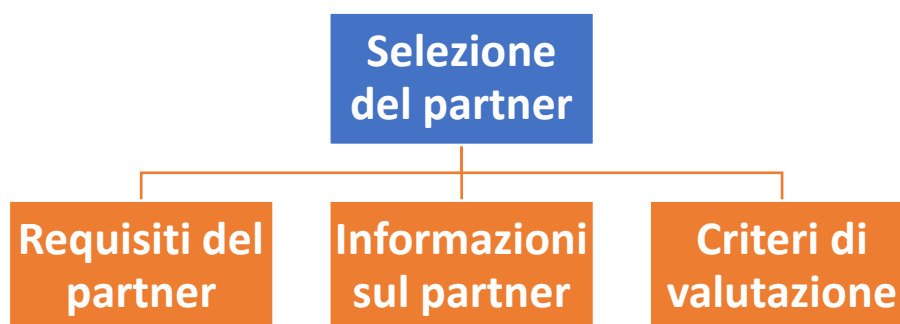 Selezione
del partner
Requisiti del
partner
Informazioni
sul partner
Criteri di
valutazione